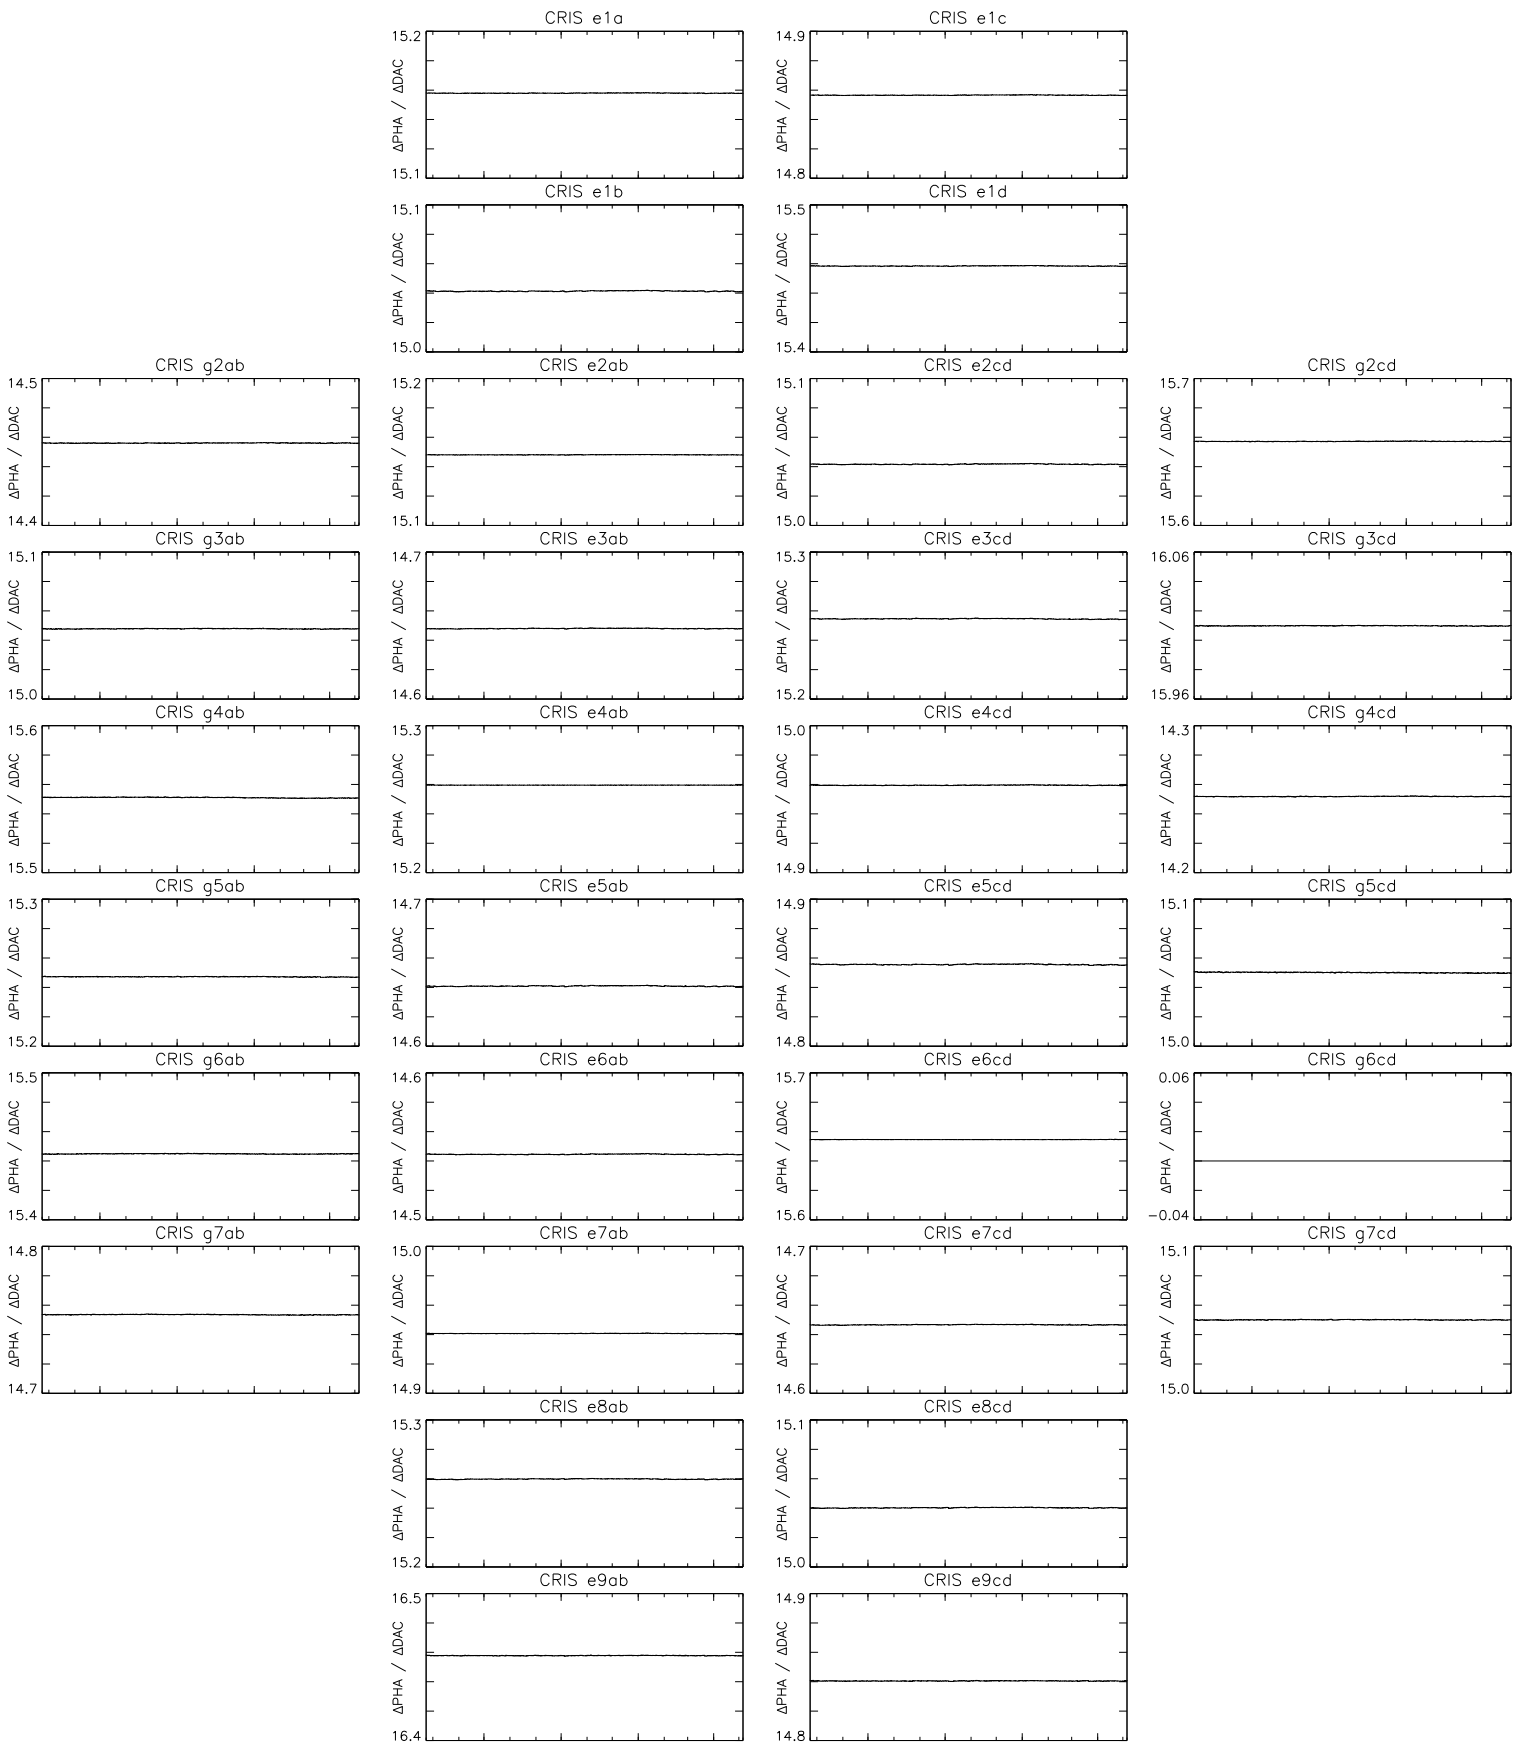 CRIS e1a
15.2
ΔPHA / ΔDAC
15.1
CRIS e1c
14.9
ΔPHA / ΔDAC
14.8
CRIS e1b
15.1
ΔPHA / ΔDAC
15.0
CRIS e1d
15.5
ΔPHA / ΔDAC
15.4
CRIS g2ab
14.5
ΔPHA / ΔDAC
14.4
CRIS e2ab
15.2
ΔPHA / ΔDAC
15.1
CRIS e2cd
15.1
ΔPHA / ΔDAC
15.0
CRIS g2cd
15.7
ΔPHA / ΔDAC
15.6
CRIS g3ab
15.1
ΔPHA / ΔDAC
15.0
CRIS e3ab
14.7
ΔPHA / ΔDAC
14.6
CRIS e3cd
15.3
ΔPHA / ΔDAC
15.2
CRIS g3cd
16.06
ΔPHA / ΔDAC
15.96
CRIS g4ab
15.6
ΔPHA / ΔDAC
15.5
CRIS e4ab
15.3
ΔPHA / ΔDAC
15.2
CRIS e4cd
15.0
ΔPHA / ΔDAC
14.9
CRIS g4cd
14.3
ΔPHA / ΔDAC
14.2
CRIS g5ab
15.3
ΔPHA / ΔDAC
15.2
CRIS e5ab
14.7
ΔPHA / ΔDAC
14.6
CRIS e5cd
14.9
ΔPHA / ΔDAC
14.8
CRIS g5cd
15.1
ΔPHA / ΔDAC
15.0
CRIS g6ab
15.5
ΔPHA / ΔDAC
15.4
CRIS e6ab
14.6
ΔPHA / ΔDAC
14.5
CRIS e6cd
15.7
ΔPHA / ΔDAC
15.6
CRIS g6cd
0.06
ΔPHA / ΔDAC
−0.04
CRIS g7ab
14.8
ΔPHA / ΔDAC
14.7
CRIS e7ab
15.0
ΔPHA / ΔDAC
14.9
CRIS e7cd
14.7
ΔPHA / ΔDAC
14.6
CRIS g7cd
15.1
ΔPHA / ΔDAC
15.0
CRIS e8ab
15.3
ΔPHA / ΔDAC
15.2
CRIS e8cd
15.1
ΔPHA / ΔDAC
15.0
CRIS e9ab
16.5
ΔPHA / ΔDAC
16.4
CRIS e9cd
14.9
ΔPHA / ΔDAC
14.8